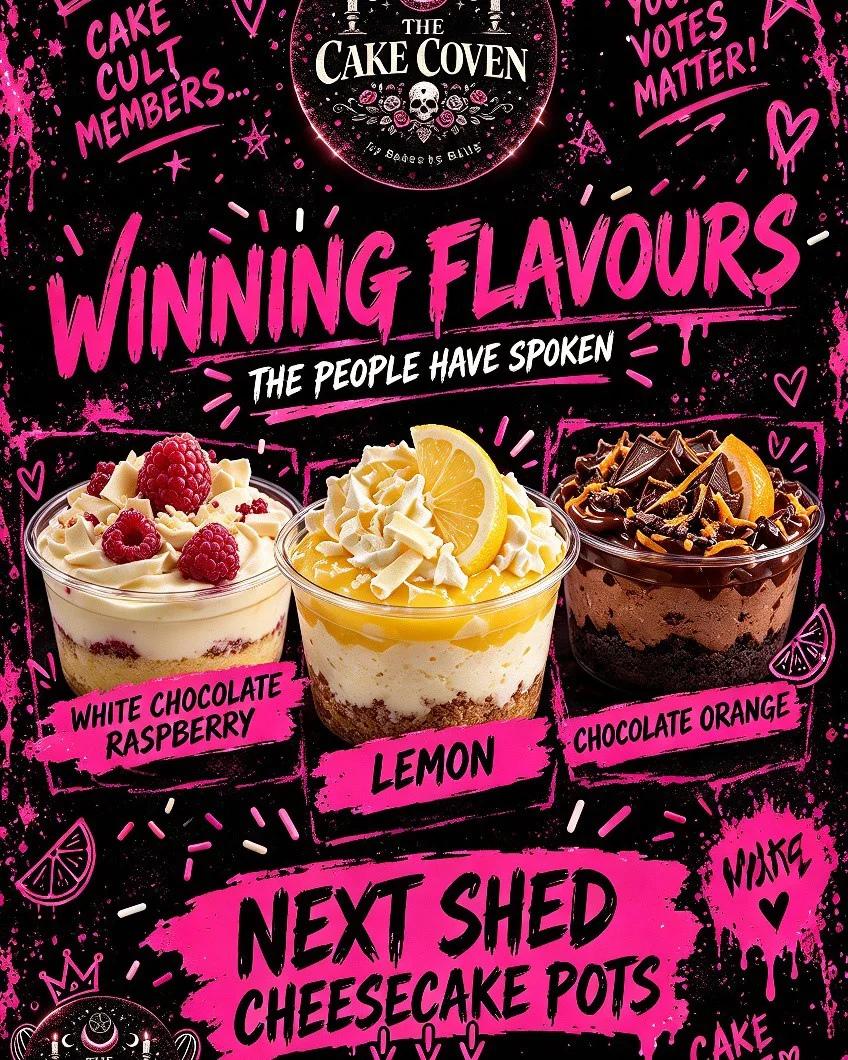 CAKE
CULT
MEMBERS...
THE
CAKE COVEN
VOTES
MATTER!
WINNING FLAVOURS
THE PEOPLE HAVE SPOKEN
WHITE CHOCOLATE
RASPBERRY
LEMON
CHOCOLATE ORANGE
NEXT SHED
CHEESECAKE POTS
CAKE
THE